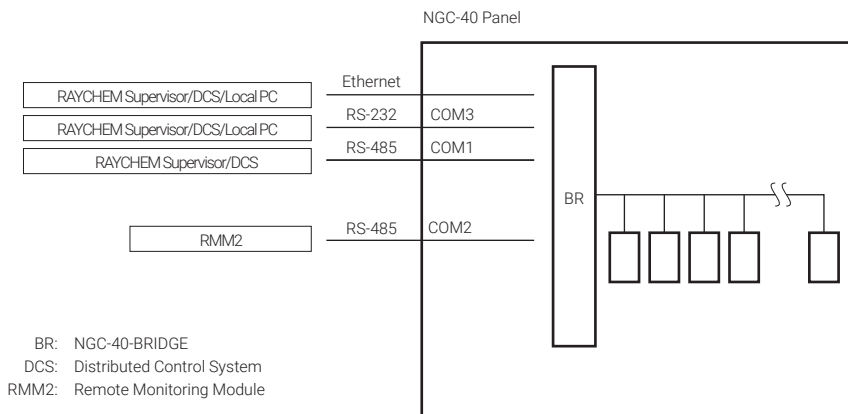 NGC-40 Panel
RAYCHEM Supervisor/DCS/Local PC Ethernet
RAYCHEM Supervisor/DCS/Local PC RS-232 COM3
RAYCHEM Supervisor/DCS RS-485 COM1
BR
RMM2 RS-485 COM2
BR: NGC-40-BRIDGE
DCS: Distributed Control System
RMM2: Remote Monitoring Module